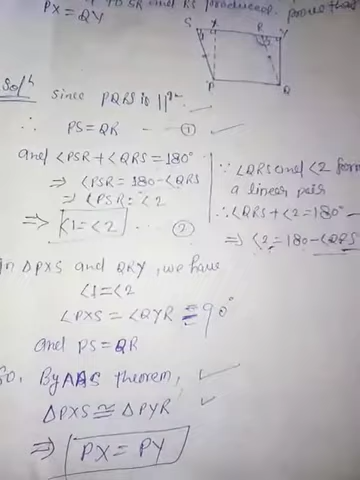 to SR and RS produced. prove that
PX = QY
S X R Y
P Q
Sol^n
since PQRS is ||gm
∴ PS = QR - ①
and ∠PSR + ∠QRS = 180°
⇒ ∠PSR = 180 - ∠QRS
⇒ ∠PSR = ∠2
⇒ ∠1 = ∠2 - ②
∵ ∠QRS and ∠2 form
a linear pair
∴ ∠QRS + ∠2 = 180°
⇒ ∠2 = 180 - ∠QRS
In ΔPXS and QRY, we have
∠1 = ∠2
∠PXS = ∠QYR = 90°
and PS = QR
So, By AAS theorem,
ΔPXS ≅ ΔPYR
⇒ PX = PY